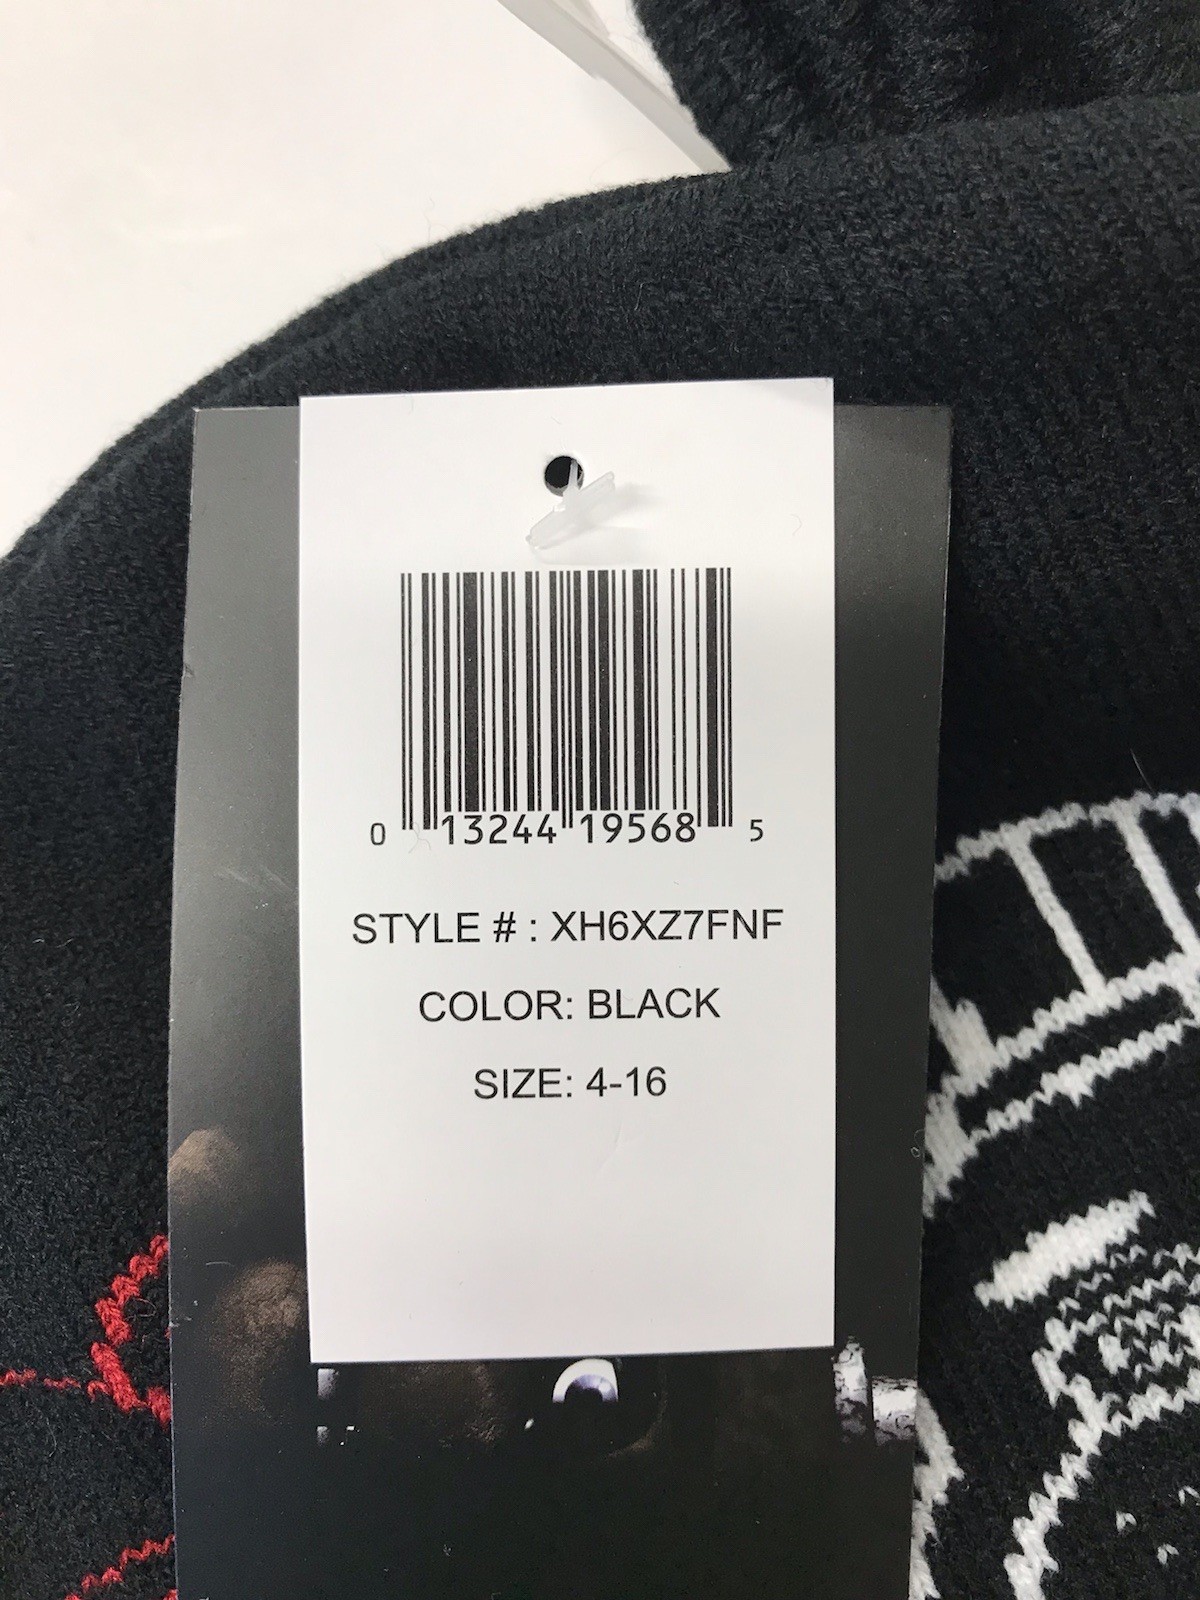 0 13244 19568 5
STYLE # : XH6XZ7FNF
COLOR: BLACK
SIZE: 4-16